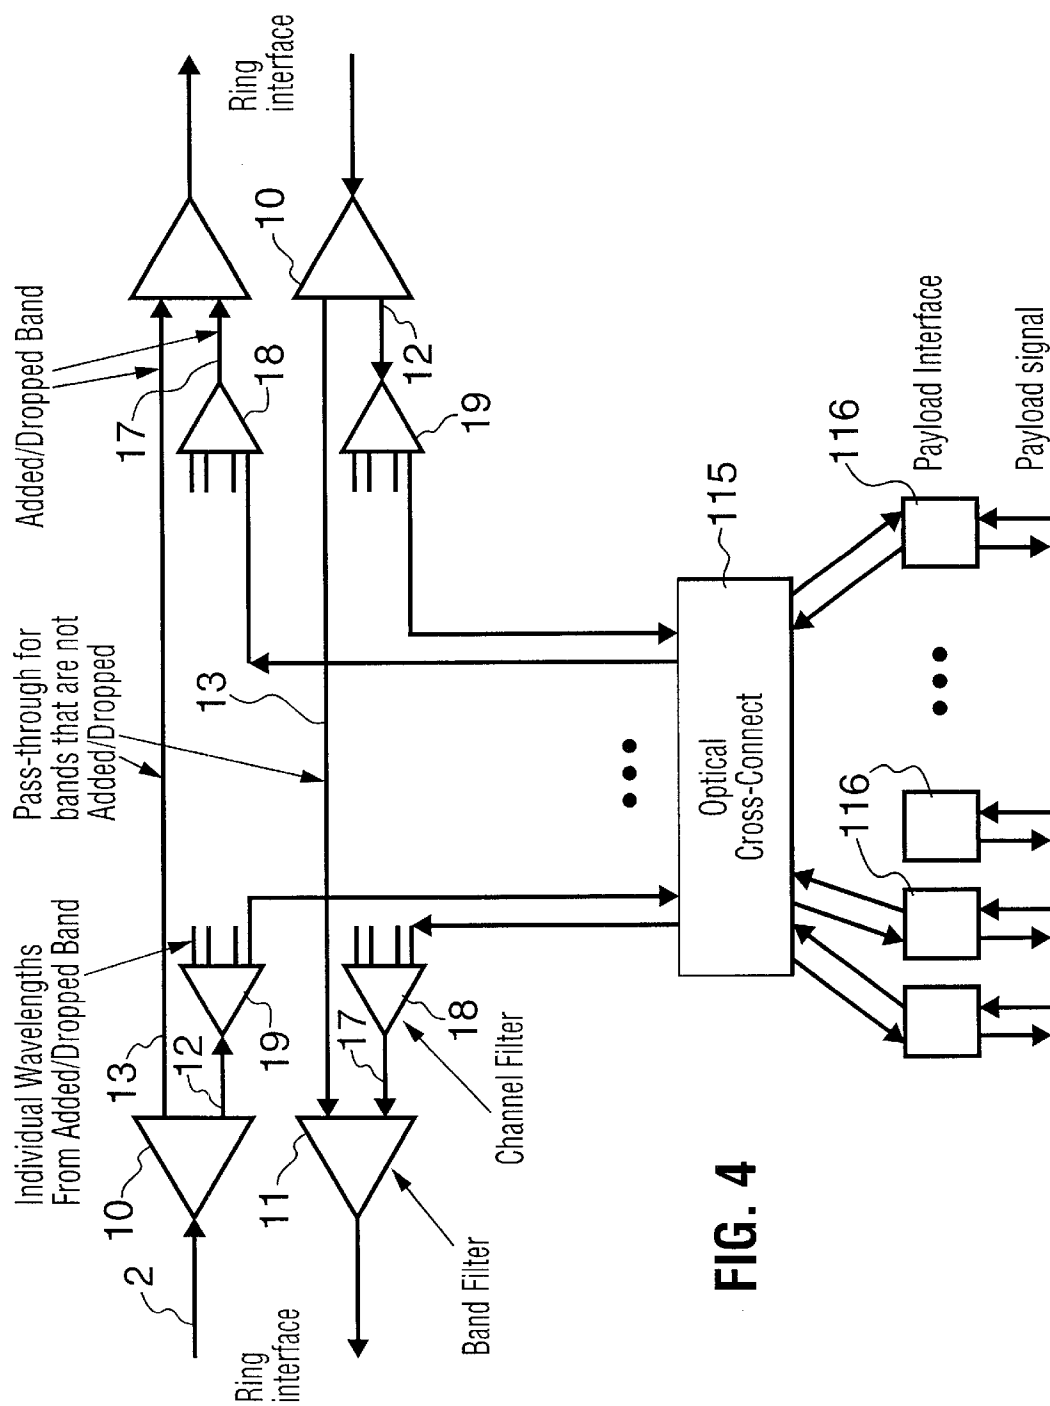 Ring
interface
Ring
interface
Added/Dropped Band
Pass-through for
bands that are not
Added/Dropped
Individual Wavelengths
From Added/Dropped Band
2
10
13
12
19
11
17
18
Channel Filter
Band Filter
13
17
18
10
12
19
115
Optical
Cross-Connect
116
116
116
Payload Interface
Payload signal
FIG. 4